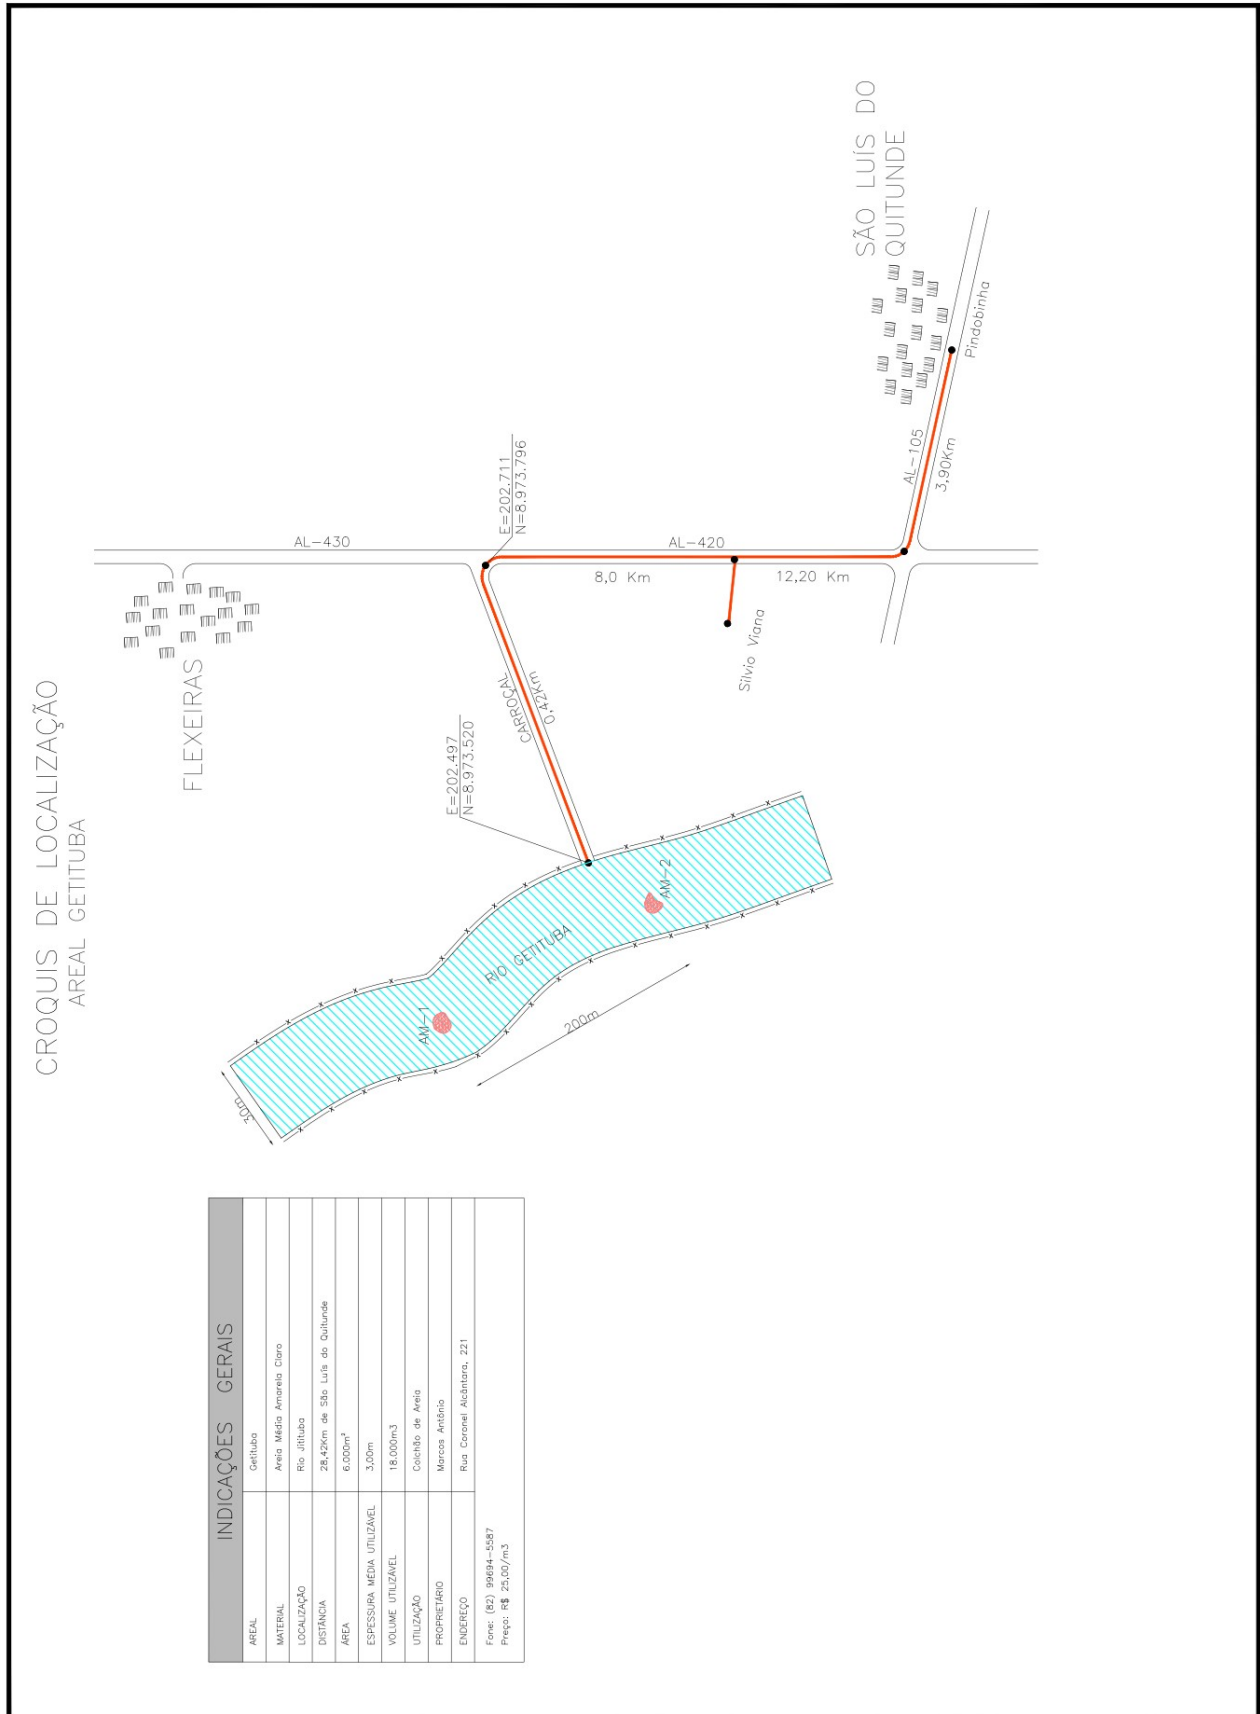 CROQUIS DE LOCALIZAÇÃO
AREAL GETITUBA
FLEXEIRAS
AL-430
E=202.711
N=8.973.796
AL-420
8,0 Km
12,20 Km
SÃO LUÍS DO
QUITUNDE
Pindobinha
AL-105
3,90Km
Silvio Viana
CARROÇAL
0,42Km
E=202.497
N=8.973.520
RIO GETITUBA
AM-1
AM-2
200m
30m
INDICAÇÕES GERAIS
AREAL Getituba
MATERIAL Areia Média Amarela Claro
LOCALIZAÇÃO Rio Jitituba
DISTÂNCIA 28,42Km de São Luís do Quitunde
ÁREA 6.000m²
ESPESSURA MÉDIA UTILIZÁVEL 3,00m
VOLUME UTILIZÁVEL 18.000m3
UTILIZAÇÃO Colchão de Areia
PROPRIETÁRIO Marcos Antônio
ENDEREÇO Rua Coronel Alcântara, 221
Fone: (82) 99694-5587
Preço: R$ 25,00/m3